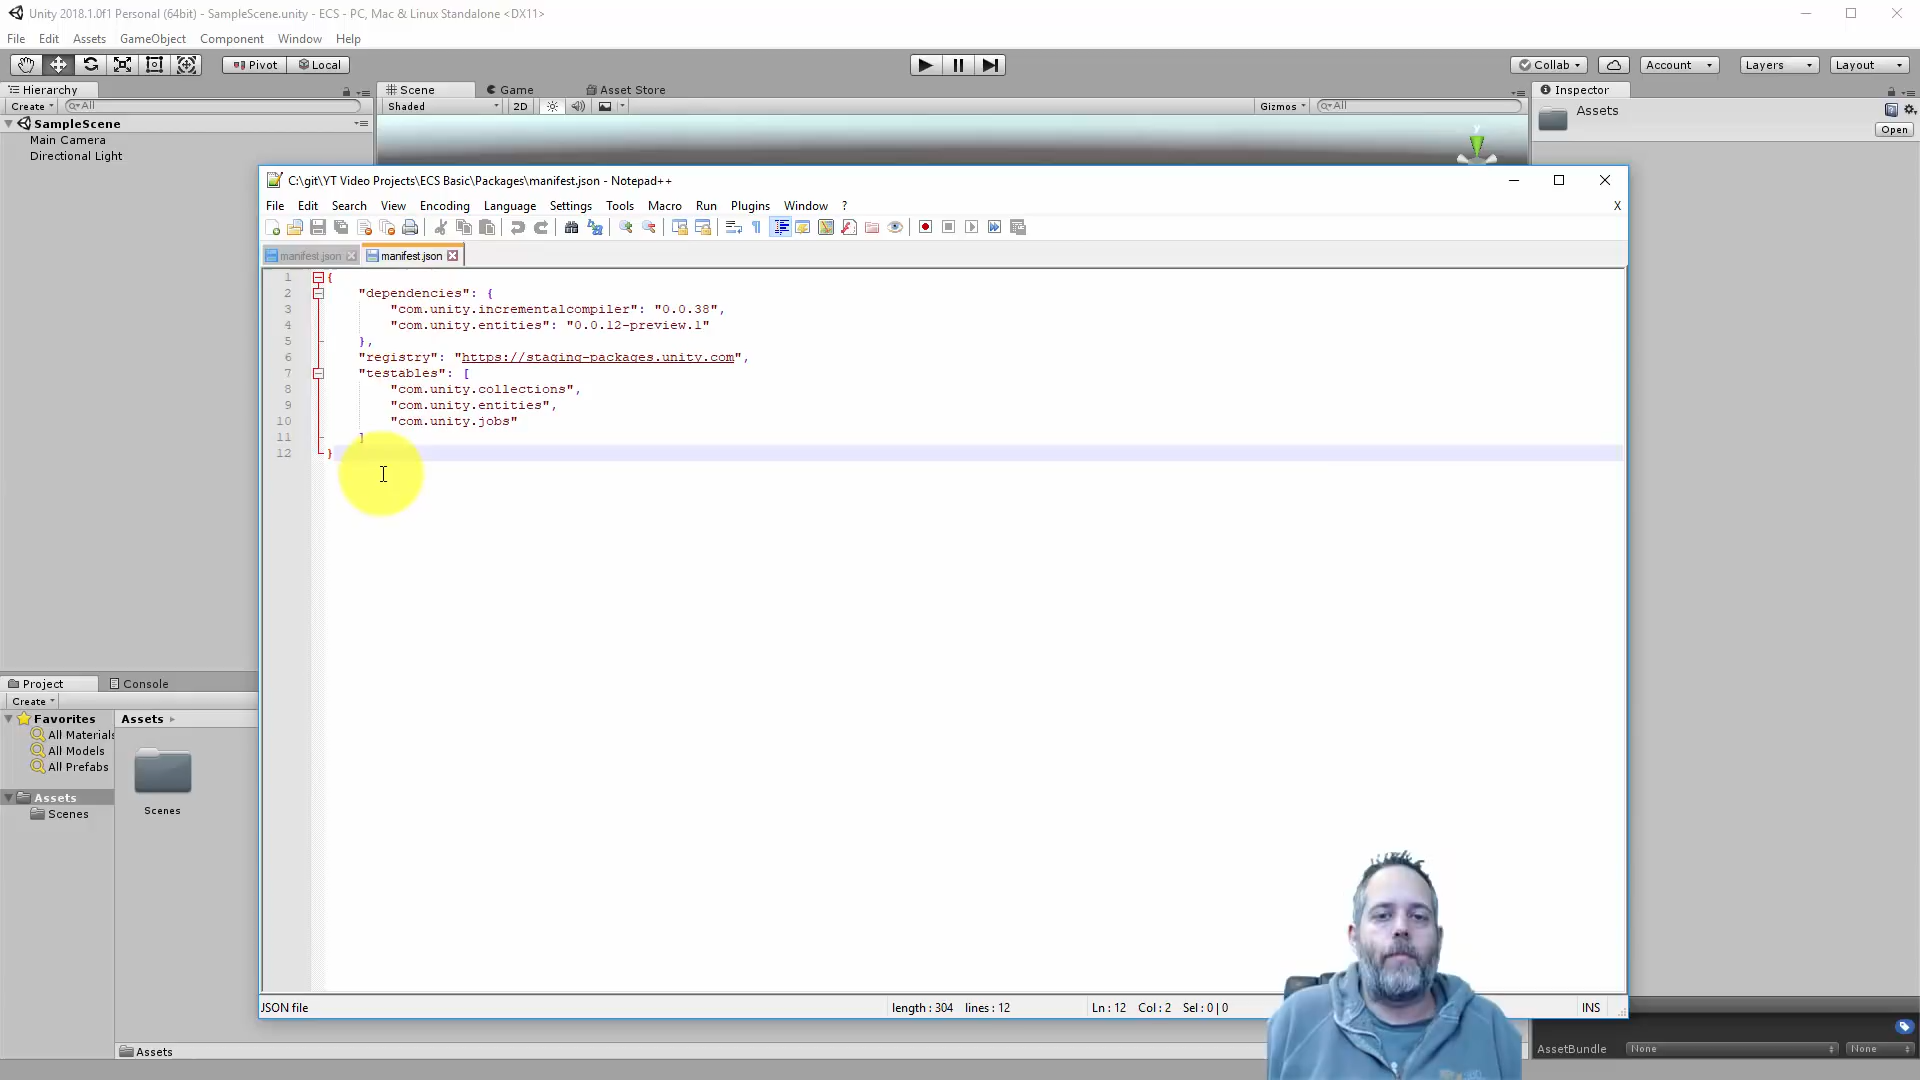 Unity 2018.1.0f1 Personal (64bit) - SampleScene.unity - ECS - PC, Mac & Linux Standalone <DX11>
File Edit Assets GameObject Component Window Help
Pivot Local Collab Account Layers Layout
Hierarchy Scene Game Asset Store Inspector
Create All Shaded 2D Gizmos All Assets
Open
SampleScene
Main Camera
Directional Light
C:\git\YT Video Projects\ECS Basic\Packages\manifest.json - Notepad++
File Edit Search View Encoding Language Settings Tools Macro Run Plugins Window ? X
manifest.json manifest.json
1 {
2 "dependencies": {
3 "com.unity.incrementalcompiler": "0.0.38",
4 "com.unity.entities": "0.0.12-preview.1"
5 },
6 "registry": "https://staging-packages.unity.com",
7 "testables": [
8 "com.unity.collections",
9 "com.unity.entities",
10 "com.unity.jobs"
11 ]
12 }
JSON file length : 304 lines : 12 Ln : 12 Col : 2 Sel : 0 | 0 INS
Project Console
Create
Favorites
All Materials
All Models
All Prefabs
Assets
Scenes
Assets
Scenes
Assets
AssetBundle None None